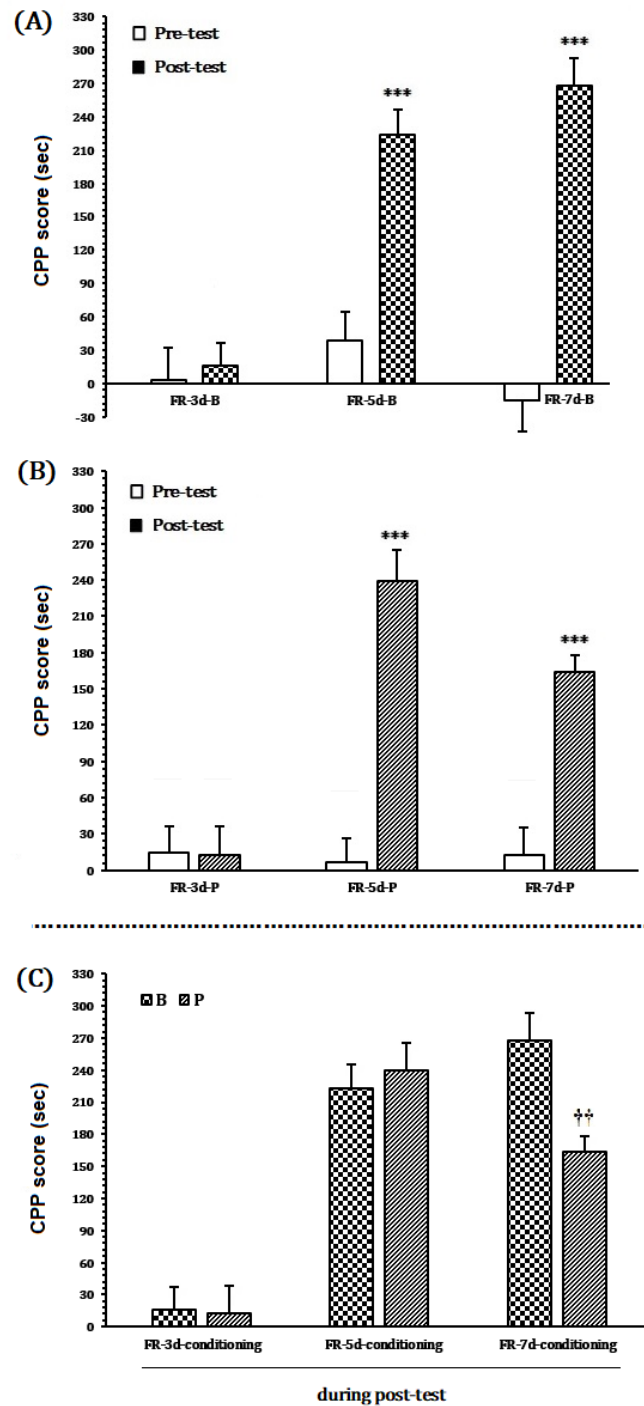 (A)
Pre-test
Post-test
CPP score (sec)
330
300
270
240
210
180
150
120
90
60
30
0
-30
***
***
FR-3d-B FR-5d-B FR-7d-B
(B)
Pre-test
Post-test
CPP score (sec)
330
300
270
240
210
180
150
120
90
60
30
0
***
***
FR-3d-P FR-5d-P FR-7d-P
(C)
B P
CPP score (sec)
330
300
270
240
210
180
150
120
90
60
30
0
††
FR-3d-conditioning FR-5d-conditioning FR-7d-conditioning
during post-test